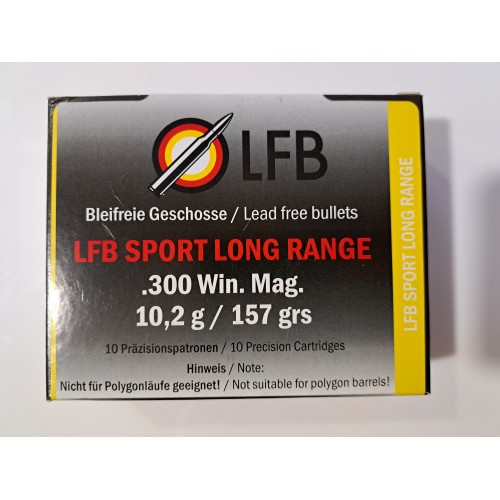 LFB
Bleifreie Geschosse / Lead free bullets
LFB SPORT LONG RANGE
.300 Win. Mag.
10,2 g / 157 grs
10 Präzisionspatronen / 10 Precision Cartridges
Hinweis / Note:
Nicht für Polygonläufe geeignet! / Not suitable for polygon barrels!
LFB SPORT LONG RANGE